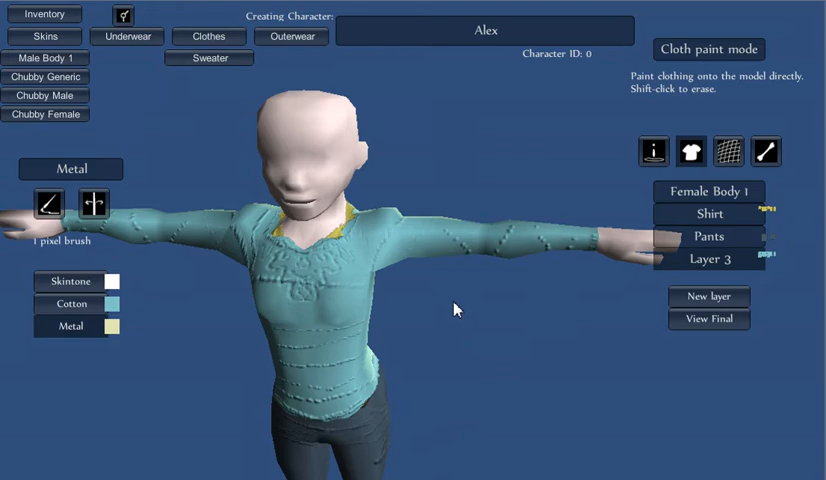 Inventory
Creating Character:
Alex
Skins
Underwear
Clothes
Outerwear
Cloth paint mode
Male Body 1
Sweater
Character ID: 0
Chubby Generic
Paint clothing onto the model directly.
Shift-click to erase.
Chubby Male
Chubby Female
Metal
Female Body 1
Shirt
1 pixel brush
Pants
Layer 3
Skintone
New layer
Cotton
View Final
Metal